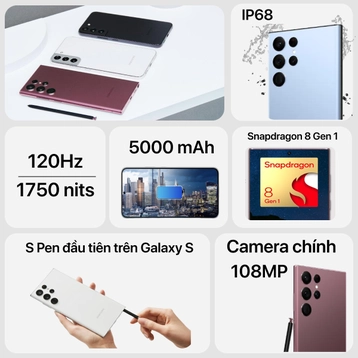 IP68
120Hz
1750 nits
5000 mAh
Snapdragon 8 Gen 1
Snapdragon
8
Gen 1
S Pen đầu tiên trên Galaxy S
Camera chính
108MP